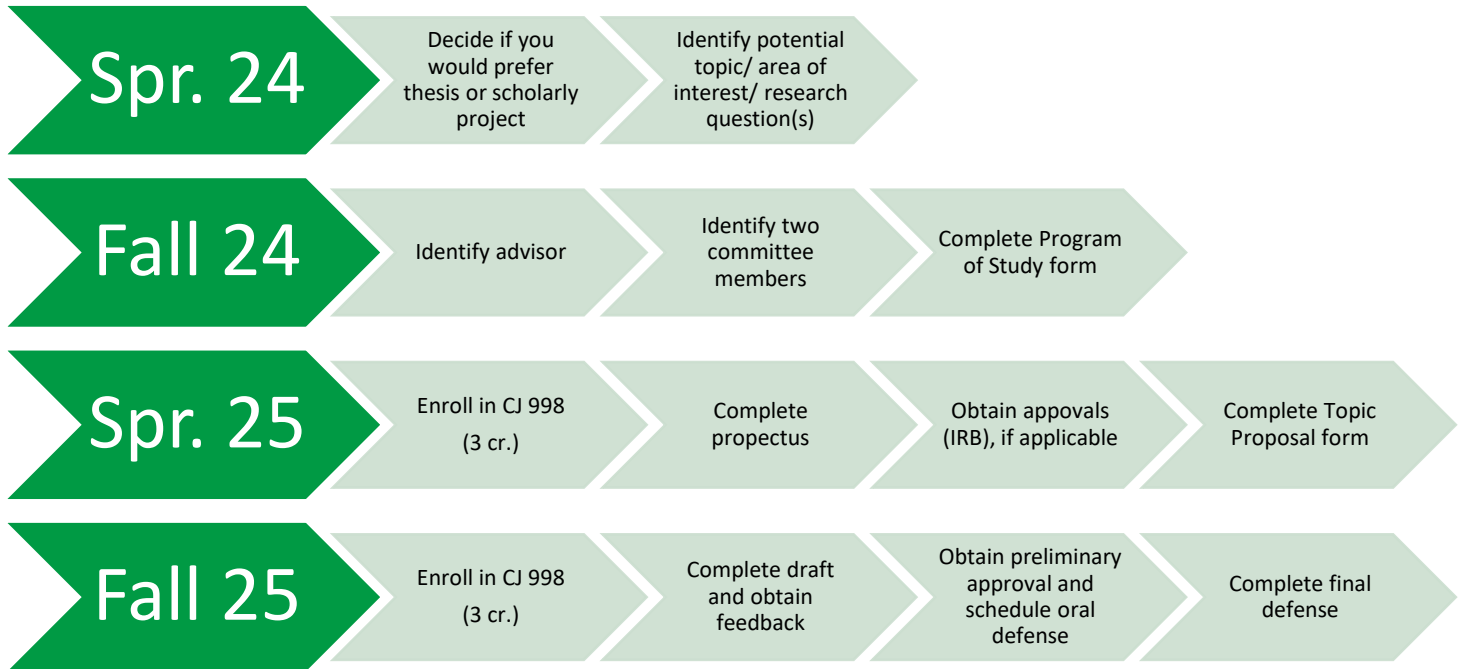 Spr. 24
Decide if you
would prefer
thesis or scholarly
project
Identify potential
topic/ area of
interest/ research
question(s)
Fall 24
Identify advisor
Identify two
committee
members
Complete Program
of Study form
Spr. 25
Enroll in CJ 998
(3 cr.)
Complete
propectus
Obtain appovals
(IRB), if applicable
Complete Topic
Proposal form
Fall 25
Enroll in CJ 998
(3 cr.)
Complete draft
and obtain
feedback
Obtain preliminary
approval and
schedule oral
defense
Complete final
defense